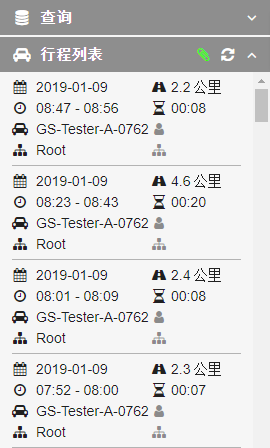 查询
行程列表
2019-01-09 2.2 公里
08:47 - 08:56 00:08
GS-Tester-A-0762
Root
2019-01-09 4.6 公里
08:23 - 08:43 00:20
GS-Tester-A-0762
Root
2019-01-09 2.4 公里
08:01 - 08:09 00:08
GS-Tester-A-0762
Root
2019-01-09 2.3 公里
07:52 - 08:00 00:07
GS-Tester-A-0762
Root